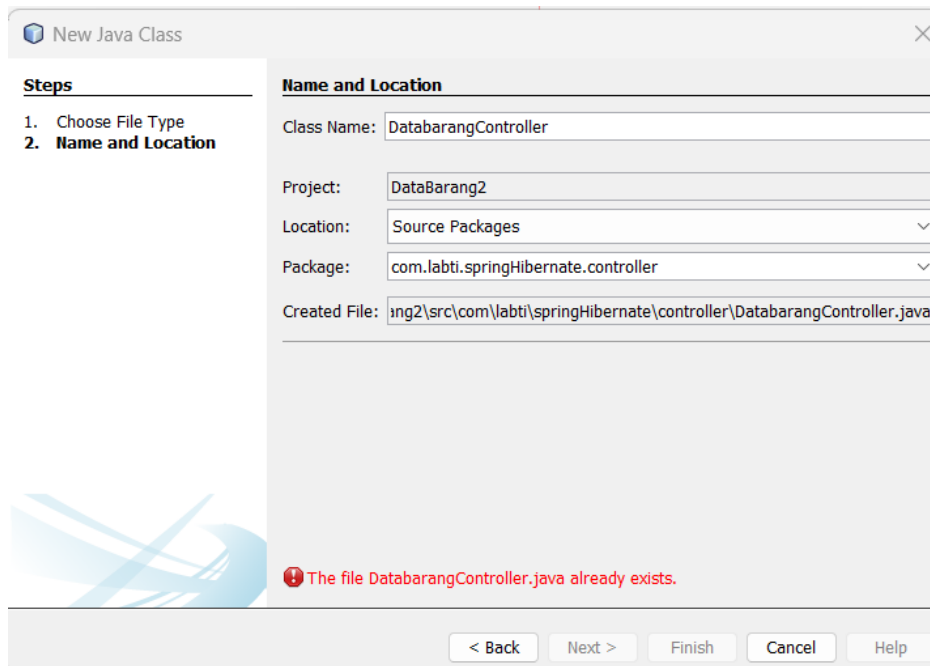 New Java Class
Steps
1. Choose File Type
2. Name and Location
Name and Location
Class Name: DatabarangController
Project: DataBarang2
Location: Source Packages
Package: com.labti.springHibernate.controller
Created File: ang2\src\com\labti\springHibernate\controller\DatabarangController.java
The file DatabarangController.java already exists.
< Back Next > Finish Cancel Help